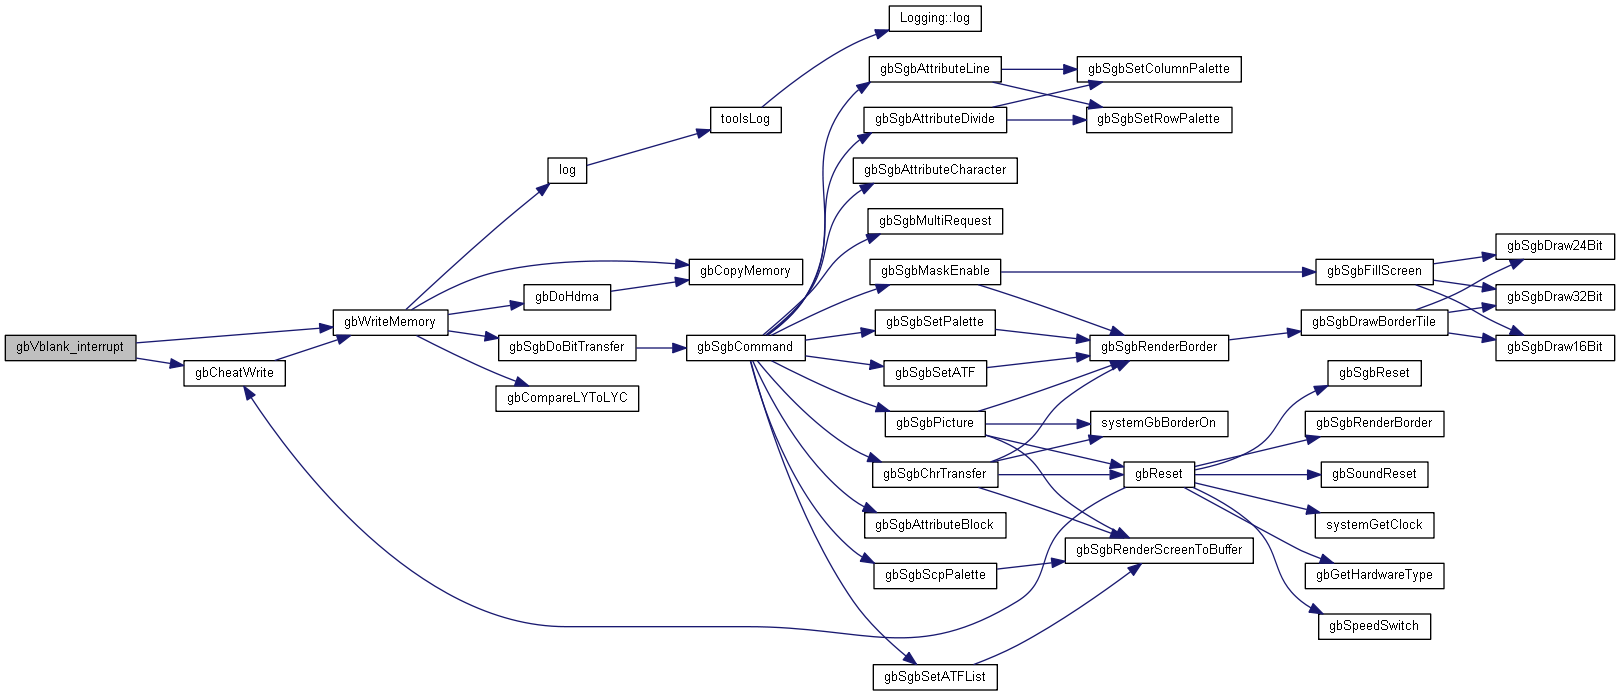 Logging::log
gbSgbAttributeLine
gbSgbSetColumnPalette
toolsLog
gbSgbAttributeDivide
gbSgbSetRowPalette
log
gbSgbAttributeCharacter
gbSgbMultiRequest
gbSgbDraw24Bit
gbCopyMemory
gbSgbMaskEnable
gbSgbFillScreen
gbDoHdma
gbSgbDraw32Bit
gbWriteMemory
gbSgbSetPalette
gbSgbDrawBorderTile
gbVblank_interrupt
gbSgbDoBitTransfer
gbSgbCommand
gbSgbRenderBorder
gbSgbDraw16Bit
gbCheatWrite
gbSgbSetATF
gbSgbReset
gbCompareLYToLYC
gbSgbPicture
systemGbBorderOn
gbSgbRenderBorder
gbSgbChrTransfer
gbReset
gbSoundReset
gbSgbAttributeBlock
systemGetClock
gbSgbRenderScreenToBuffer
gbSgbScpPalette
gbGetHardwareType
gbSpeedSwitch
gbSgbSetATFList